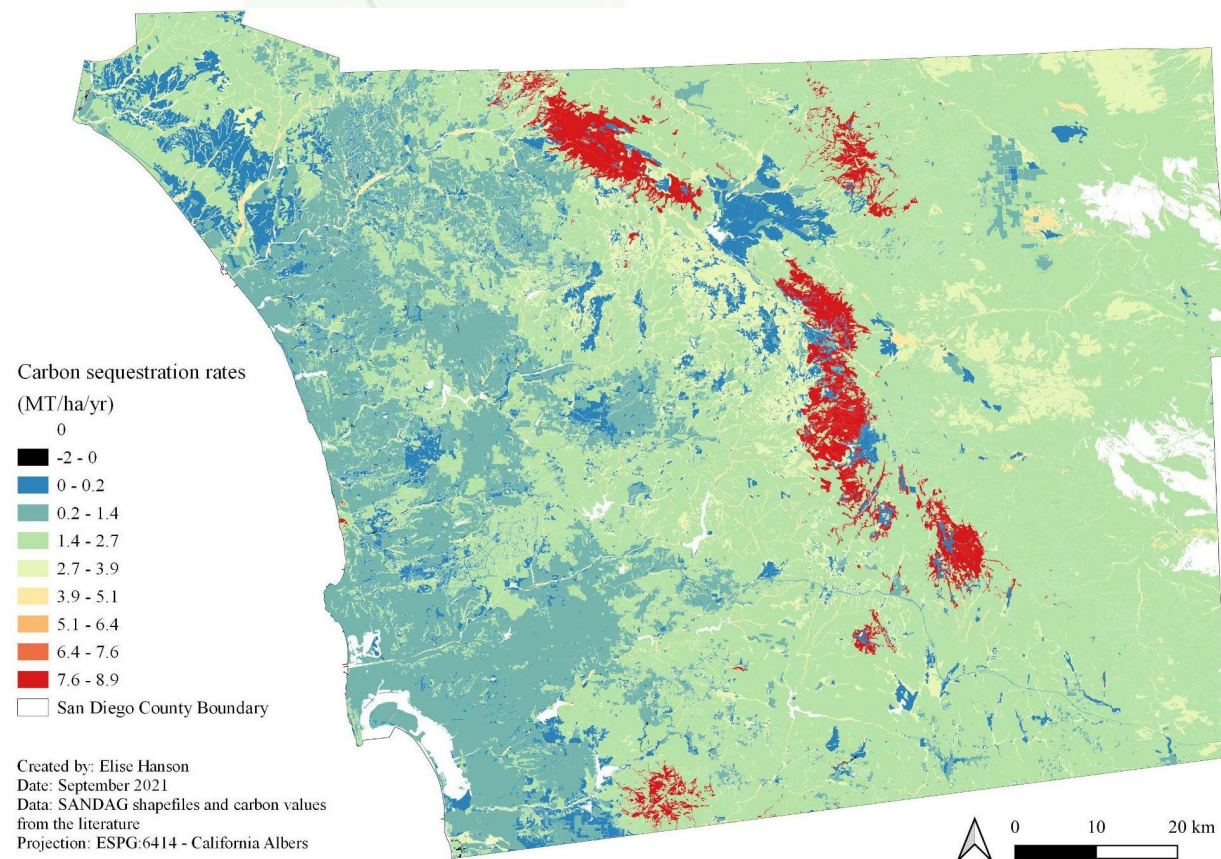 Carbon sequestration rates
(MT/ha/yr)
0
-2 - 0
0 - 0.2
0.2 - 1.4
1.4 - 2.7
2.7 - 3.9
3.9 - 5.1
5.1 - 6.4
6.4 - 7.6
7.6 - 8.9
San Diego County Boundary
Created by: Elise Hanson
Date: September 2021
Data: SANDAG shapefiles and carbon values
from the literature
Projection: ESPG:6414 - California Albers
0 10 20 km